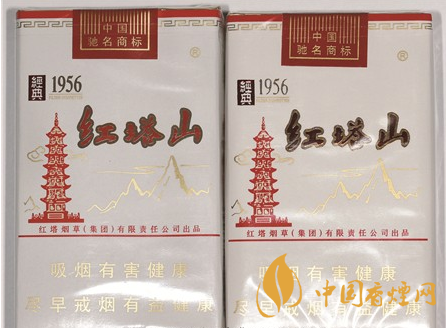 中国
驰名商标
®
經典 1956
红塔山
红塔烟草(集团)有限责任公司出品
吸烟有害健康
尽早戒烟有益健康
中国
驰名商标
®
經典 1956
红塔山
红塔烟草(集团)有限责任公司出品
吸烟有害健康
尽早戒烟有益健康
中国香烟网